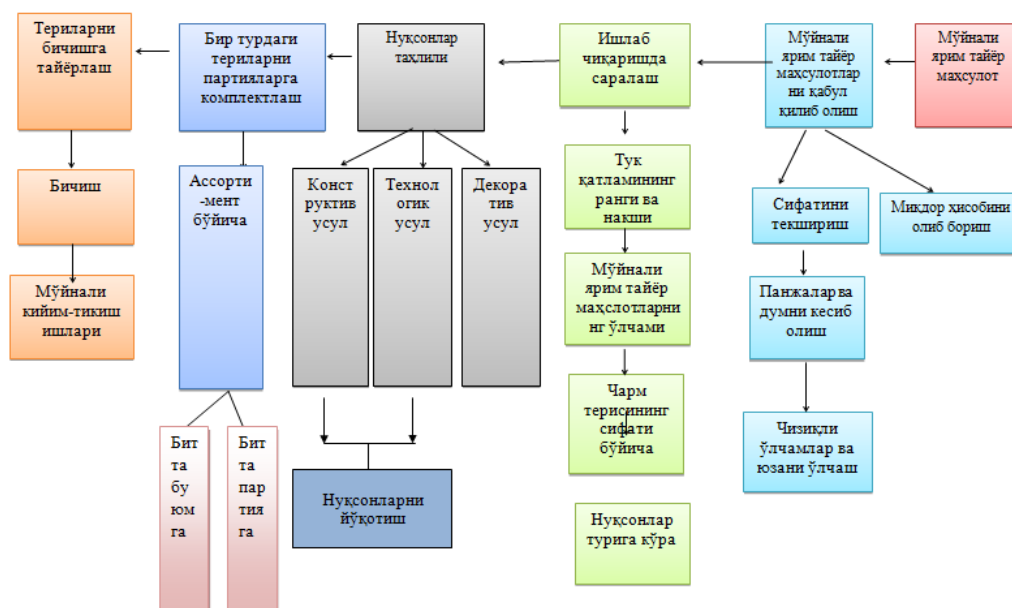 Териларни
бичишга
тайёрлаш
Бир турдаги
териларни
партияларга
комплектлаш
Нуқсонлар
таҳлили
Ишлаб
чиқаришда
саралаш
Мўйнали
ярим тайёр
маҳсулотлар
ни қабул
қилиб олиш
Мўйнали
ярим тайёр
маҳсулот
Бичиш
Мўйнали
кийим-тикиш
ишлари
Ассорти
-мент
бўйича
Бит
та
бу
юм
га
Бит
та
пар
тия
га
Конст
руктив
усул
Технол
огик
усул
Декора
тив
усул
Нуқсонларни
йўқотиш
Тук
қатламининг
ранги ва
накши
Мўйнали
ярим тайёр
маҳслотларни
нг ўлчами
Чарм
терисининг
сифати
бўйича
Нуқсонлар
турига кўра
Сифатини
текшириш
Миқдор ҳисобини
олиб бориш
Панжалар ва
думни кесиб
олиш
Чизиқли
ўлчамлар ва
юзани ўлчаш